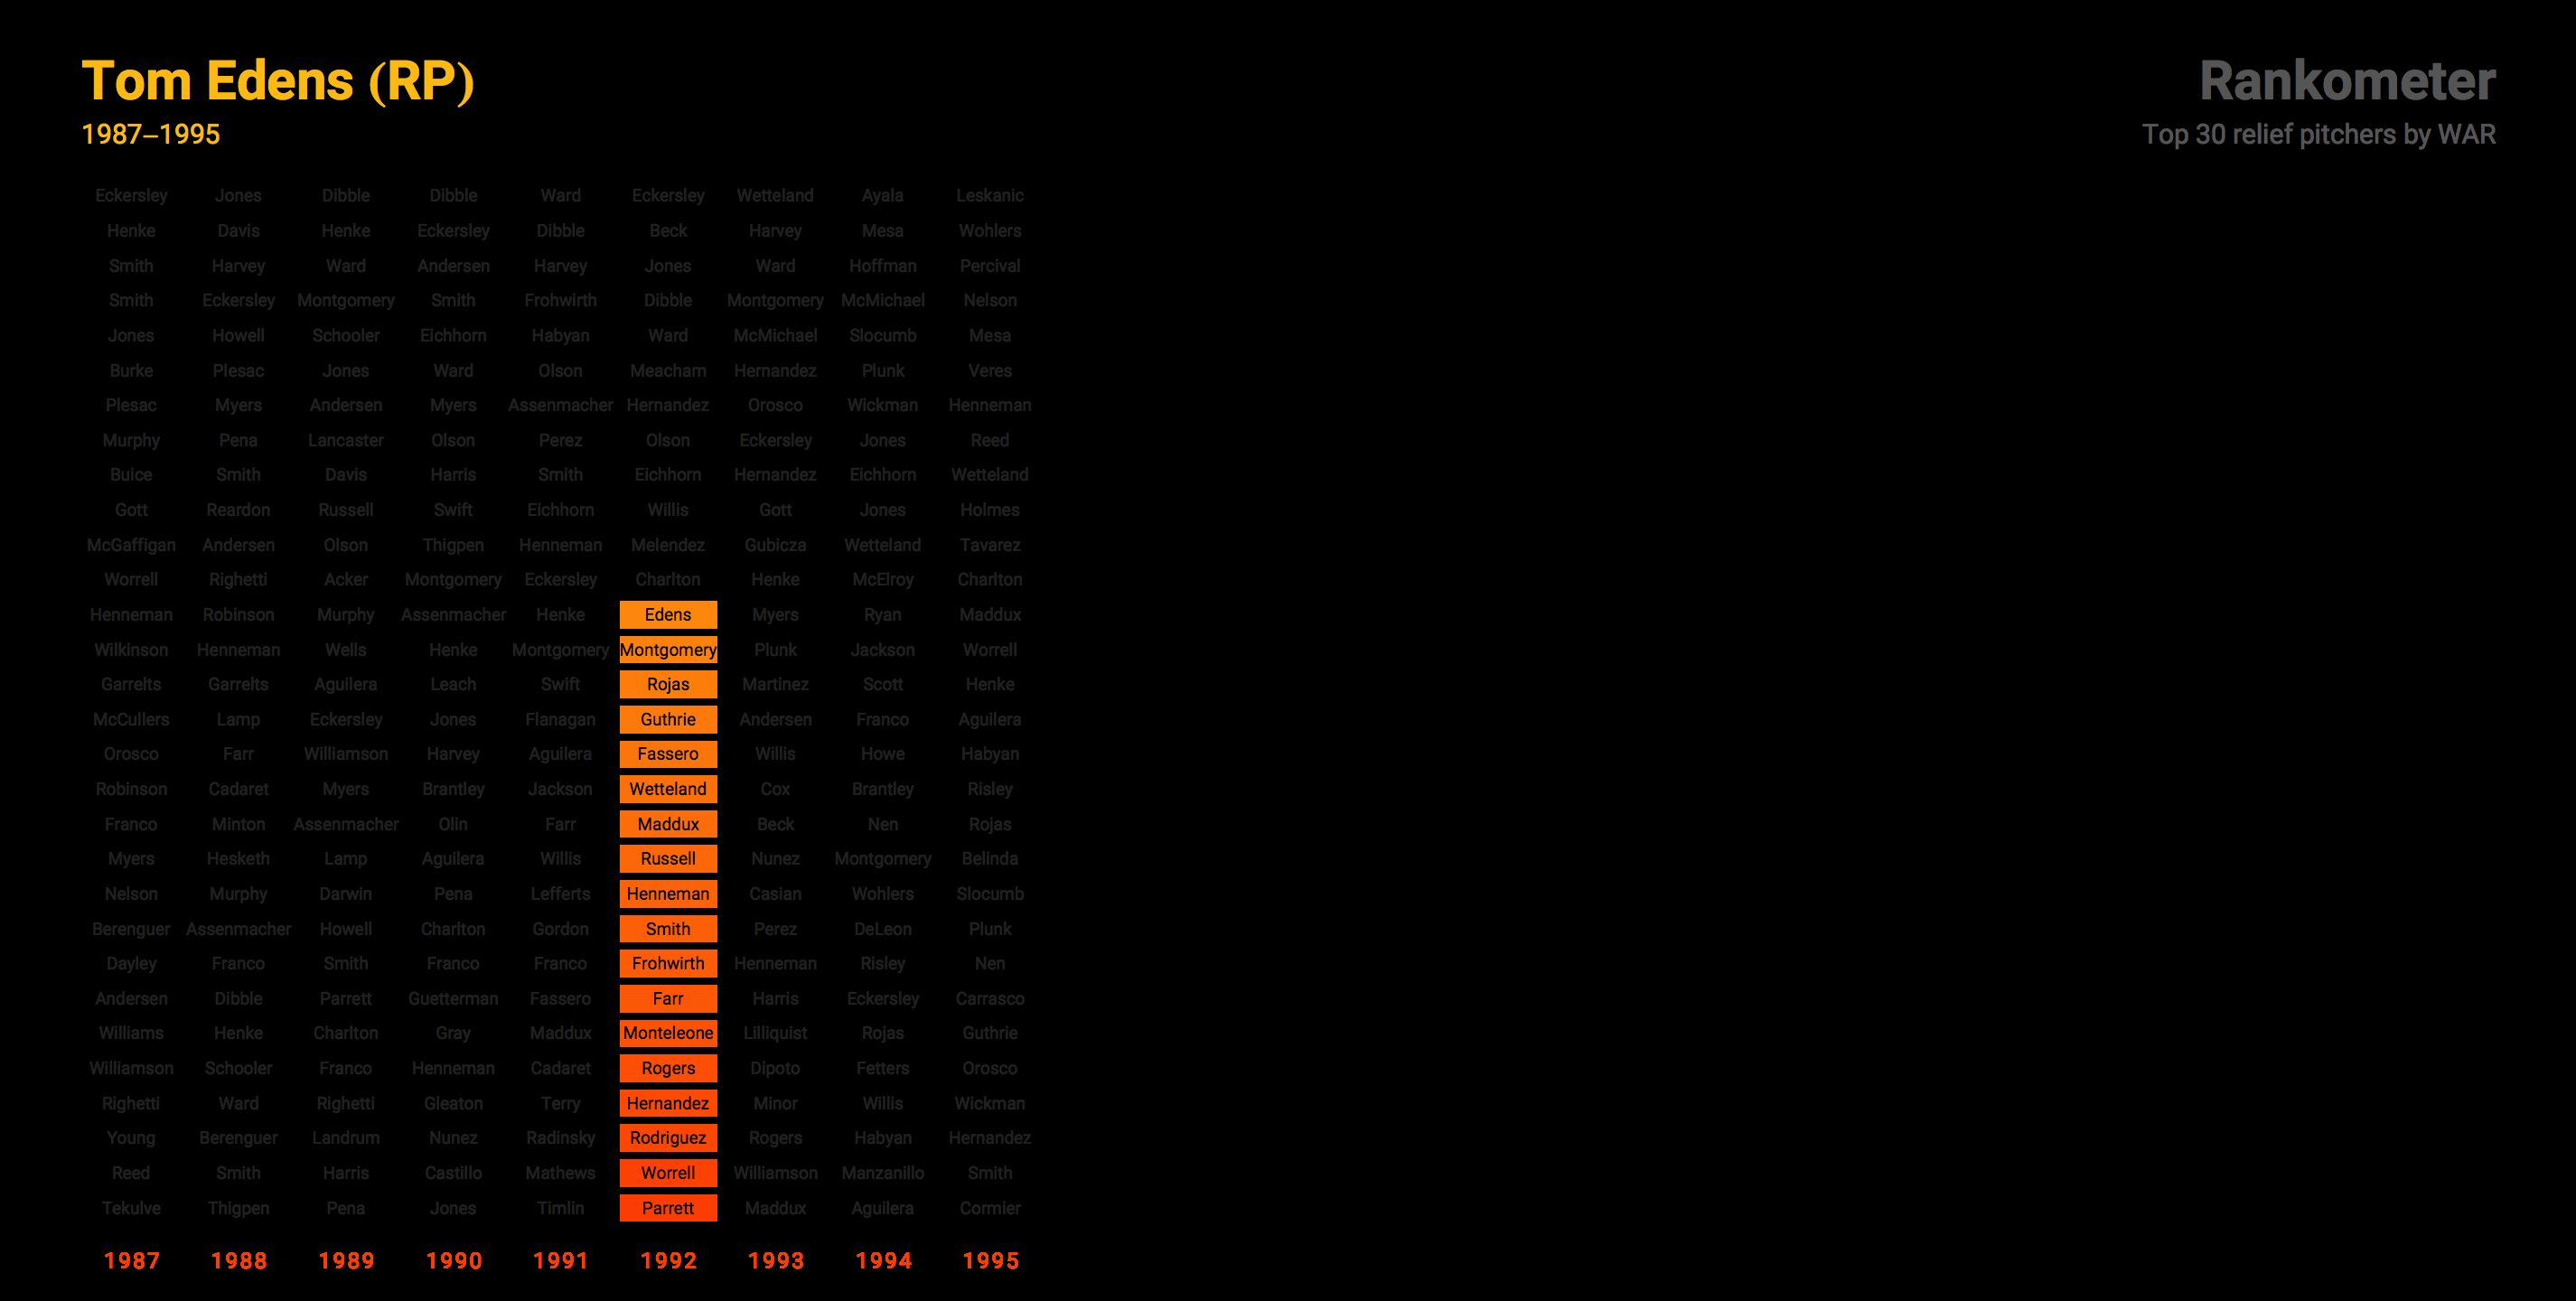 Tom Edens (RP)
1987–1995
Rankometer
Top 30 relief pitchers by WAR
Eckersley Jones Dibble Dibble Ward Eckersley Wetteland Ayala Leskanic
Henke Davis Henke Eckersley Dibble Beck Harvey Mesa Wohlers
Smith Harvey Ward Andersen Harvey Jones Ward Hoffman Percival
Smith Eckersley Montgomery Smith Frohwirth Dibble Montgomery McMichael Nelson
Jones Howell Schooler Eichhorn Habyan Ward McMichael Slocumb Mesa
Burke Plesac Jones Ward Olson Meacham Hernandez Plunk Veres
Plesac Myers Andersen Myers Assenmacher Hernandez Orosco Wickman Henneman
Murphy Pena Lancaster Olson Perez Olson Eckersley Jones Reed
Buice Smith Davis Harris Smith Eichhorn Hernandez Eichhorn Wetteland
Gott Reardon Russell Swift Eichhorn Willis Gott Jones Holmes
McGaffigan Andersen Olson Thigpen Henneman Melendez Gubicza Wetteland Tavarez
Worrell Righetti Acker Montgomery Eckersley Charlton Henke McElroy Charlton
Henneman Robinson Murphy Assenmacher Henke Edens Myers Ryan Maddux
Wilkinson Henneman Wells Henke Montgomery Montgomery Plunk Jackson Worrell
Garrelts Garrelts Aguilera Leach Swift Rojas Martinez Scott Henke
McCullers Lamp Eckersley Jones Flanagan Guthrie Andersen Franco Aguilera
Orosco Farr Williamson Harvey Aguilera Fassero Willis Howe Habyan
Robinson Cadaret Myers Brantley Jackson Wetteland Cox Brantley Risley
Franco Minton Assenmacher Olin Farr Maddux Beck Nen Rojas
Myers Hesketh Lamp Aguilera Willis Russell Nunez Montgomery Belinda
Nelson Murphy Darwin Pena Lefferts Henneman Casian Wohlers Slocumb
Berenguer Assenmacher Howell Charlton Gordon Smith Perez DeLeon Plunk
Dayley Franco Smith Franco Franco Frohwirth Henneman Risley Nen
Andersen Dibble Parrett Guetterman Fassero Farr Harris Eckersley Carrasco
Williams Henke Charlton Gray Maddux Monteleone Lilliquist Rojas Guthrie
Williamson Schooler Franco Henneman Cadaret Rogers Dipoto Fetters Orosco
Righetti Ward Righetti Gleaton Terry Hernandez Minor Willis Wickman
Young Berenguer Landrum Nunez Radinsky Rodriguez Rogers Habyan Hernandez
Reed Smith Harris Castillo Mathews Worrell Williamson Manzanillo Smith
Tekulve Thigpen Pena Jones Timlin Parrett Maddux Aguilera Cormier
1987 1988 1989 1990 1991 1992 1993 1994 1995